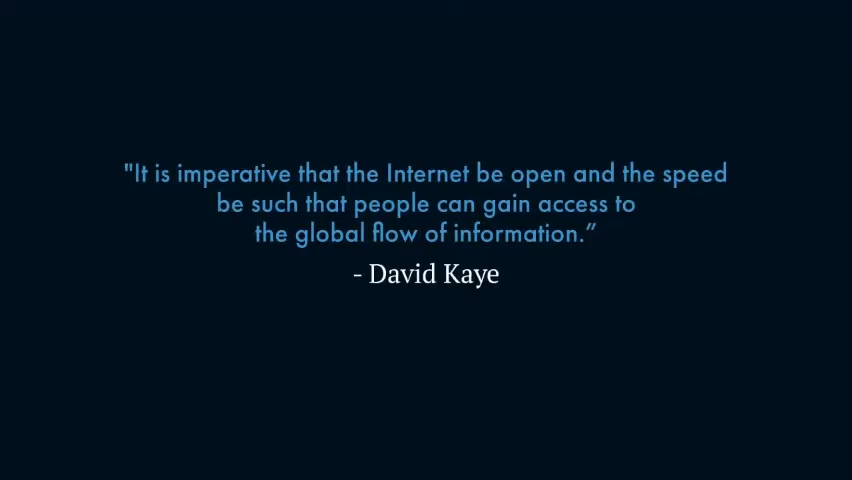 "It is imperative that the Internet be open and the speed
be such that people can gain access to
the global flow of information.”
- David Kaye